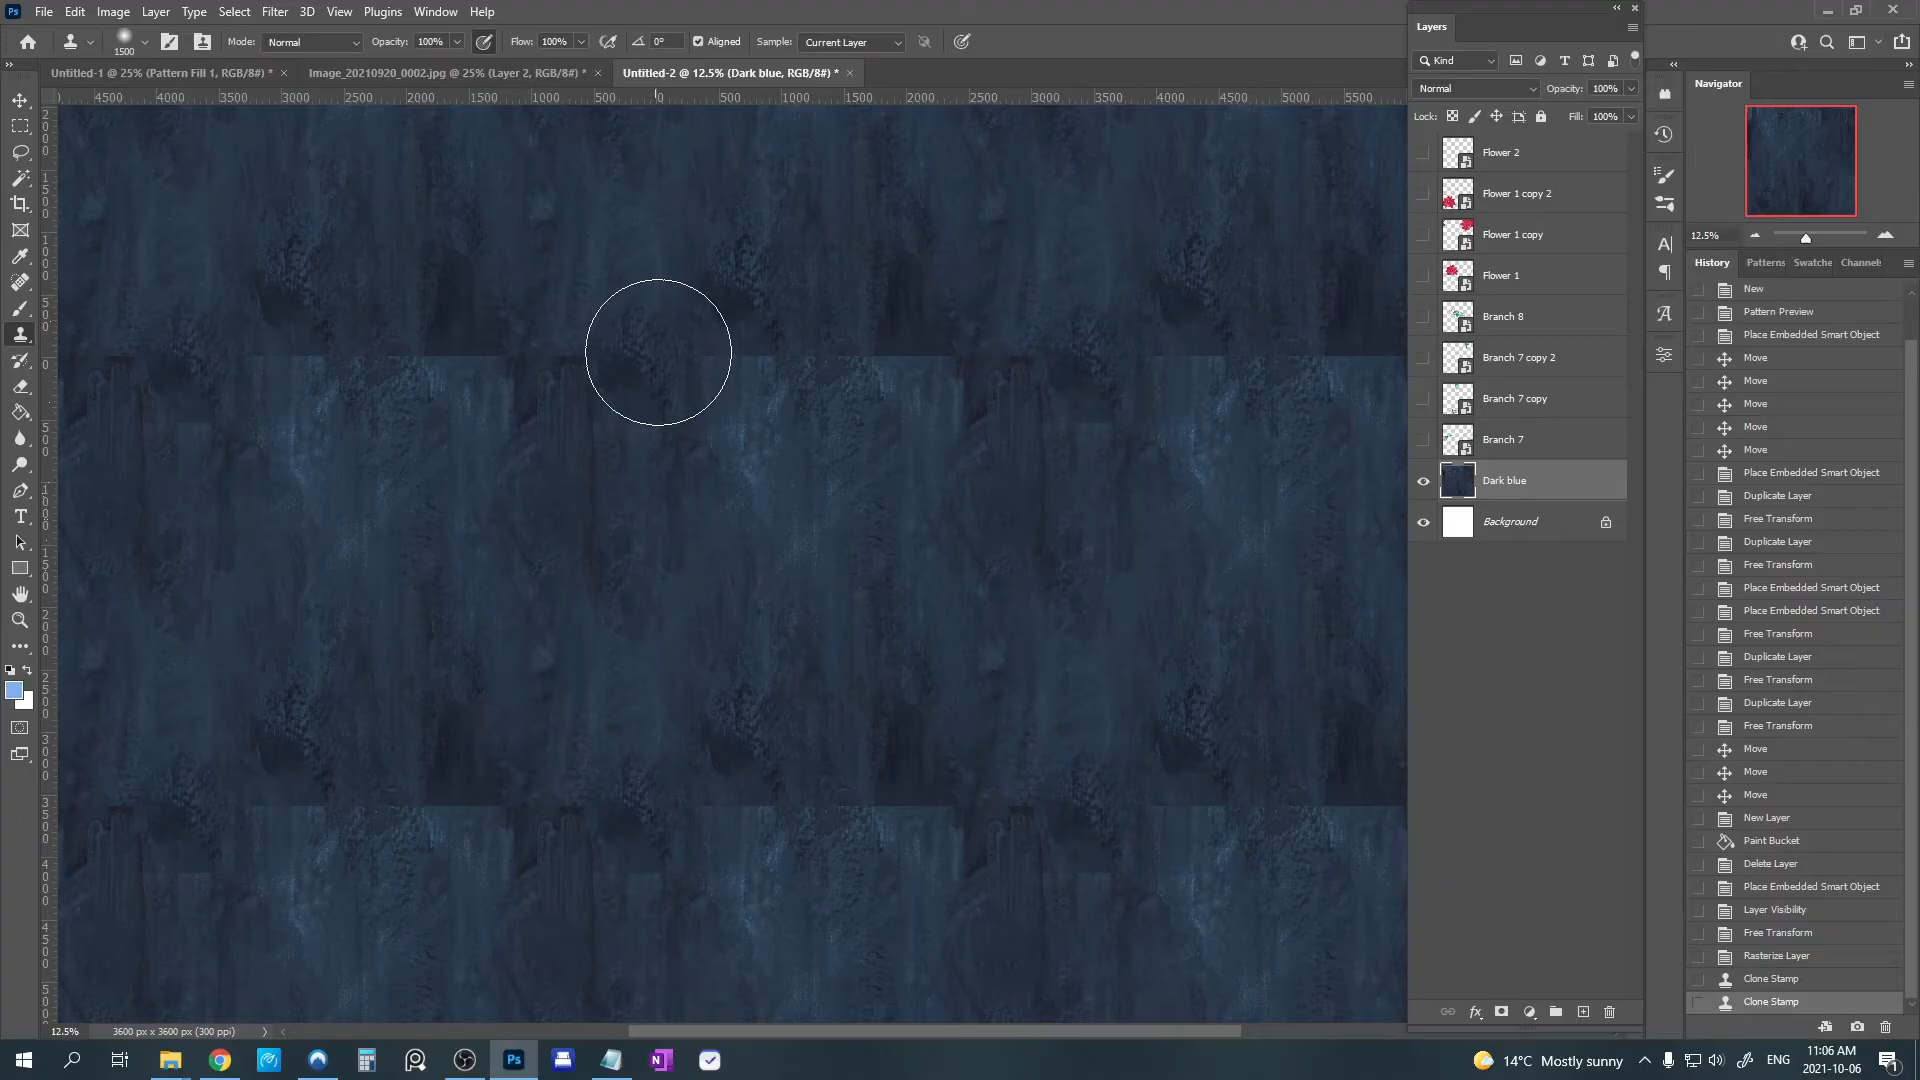 Ps File Edit Image Layer Type Select Filter 3D View Plugins Window Help
1500 Mode: Normal Opacity: 100% Flow: 100% 0° Aligned Sample: Current Layer
Untitled-1 @ 25% (Pattern Fill 1, RGB/8#) * Image_20210920_0002.jpg @ 25% (Layer 2, RGB/8#) * Untitled-2 @ 12.5% (Dark blue, RGB/8#) *
4500 4000 3500 3000 2500 2000 1500 1000 500 0 500 1000 1500 2000 2500 3000 3500 4000 4500 5000 5500
Layers
Kind
Normal Opacity: 100%
Lock: Fill: 100%
Flower 2
Flower 1 copy 2
Flower 1 copy
Flower 1
Branch 8
Branch 7 copy 2
Branch 7 copy
Branch 7
Dark blue
Background
fx
Navigator
12.5%
History Patterns Swatche Channels
New
Pattern Preview
Place Embedded Smart Object
Move
Move
Move
Move
Move
Place Embedded Smart Object
Duplicate Layer
Free Transform
Duplicate Layer
Free Transform
Place Embedded Smart Object
Place Embedded Smart Object
Free Transform
Duplicate Layer
Free Transform
Duplicate Layer
Free Transform
Move
Move
Move
New Layer
Paint Bucket
Delete Layer
Place Embedded Smart Object
Layer Visibility
Free Transform
Rasterize Layer
Clone Stamp
Clone Stamp
12.5% 3600 px x 3600 px (300 ppi)
Ps 14°C Mostly sunny ENG 11:06 AM
2021-10-06
1